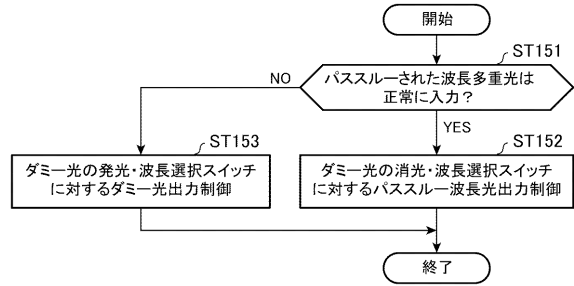 開始
ST151
パススルーされた波長多重光は
正常に入力？
NO
YES
ST153
ダミー光の発光・波長選択スイッチ
に対するダミー光出力制御
ST152
ダミー光の消光・波長選択スイッチ
に対するパススルー波長光出力制御
終了